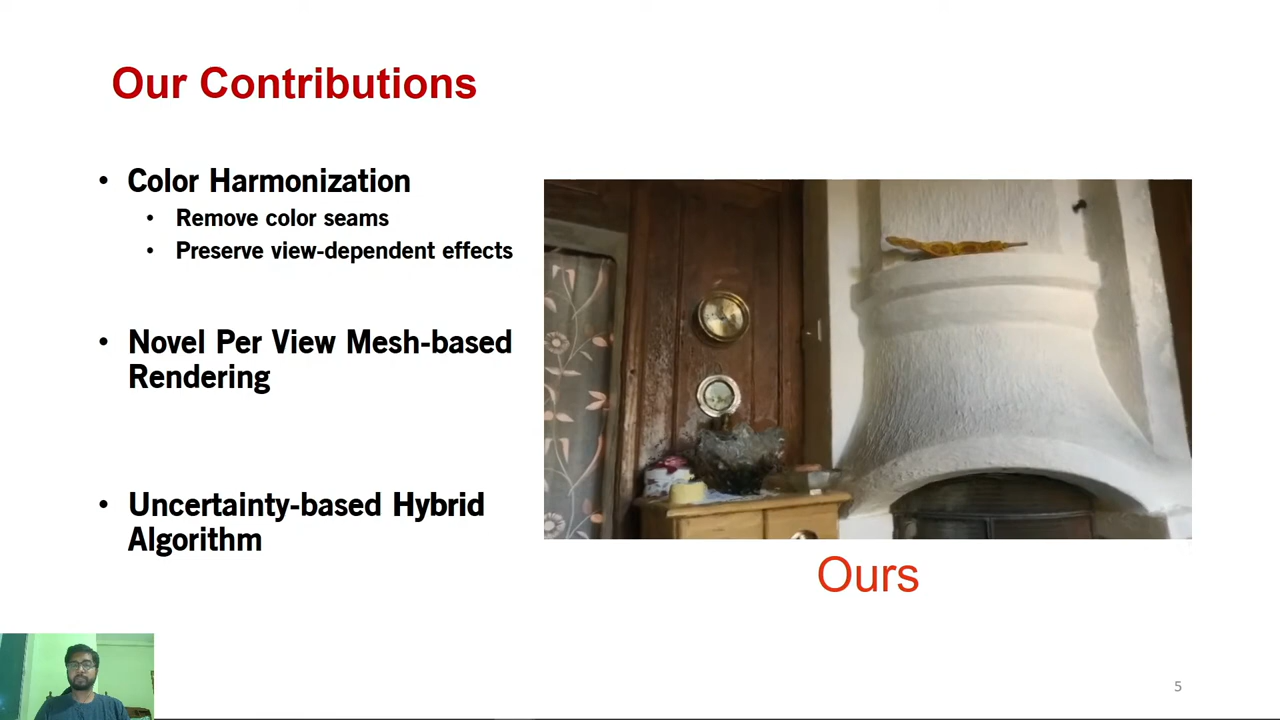 Our Contributions
• Color Harmonization
• Remove color seams
• Preserve view-dependent effects
• Novel Per View Mesh-based
Rendering
• Uncertainty-based Hybrid
Algorithm
Ours
5